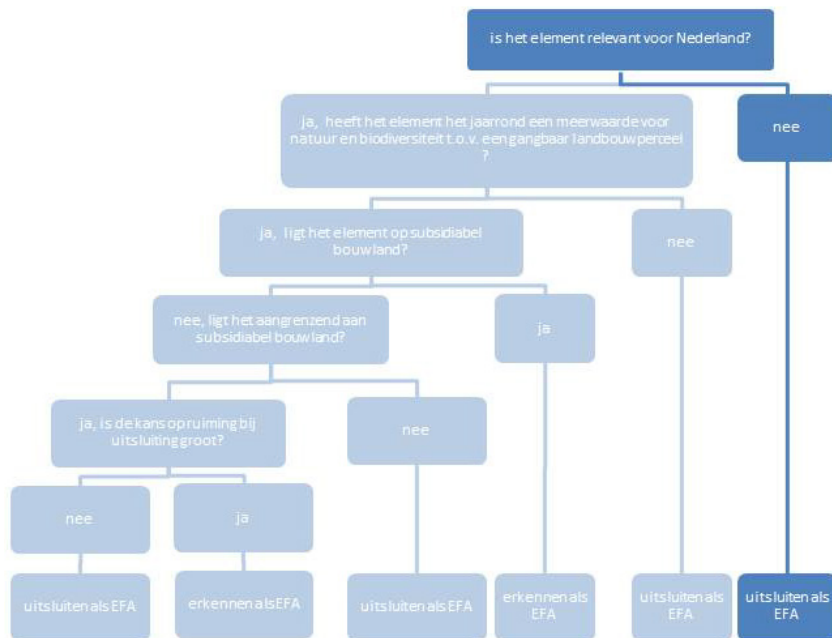 is het element relevant voor Nederland?
ja, heeft het element het jaarrond een meerwaarde voor
natuur en biodiversiteit t.o.v. een gangbaar landbouwperceel
?
nee
ja, ligt het element op subsidiabel
bouwland?
nee
nee, ligt het aangrenzend aan
subsidiabel bouwland?
ja
ja, is de kans op ruiming bij
uitsluiting groot?
nee
nee
ja
uitsluiten als EFA
erkennen als EFA
uitsluiten als EFA
erkennen als
EFA
uitsluiten als
EFA
uitsluiten als
EFA